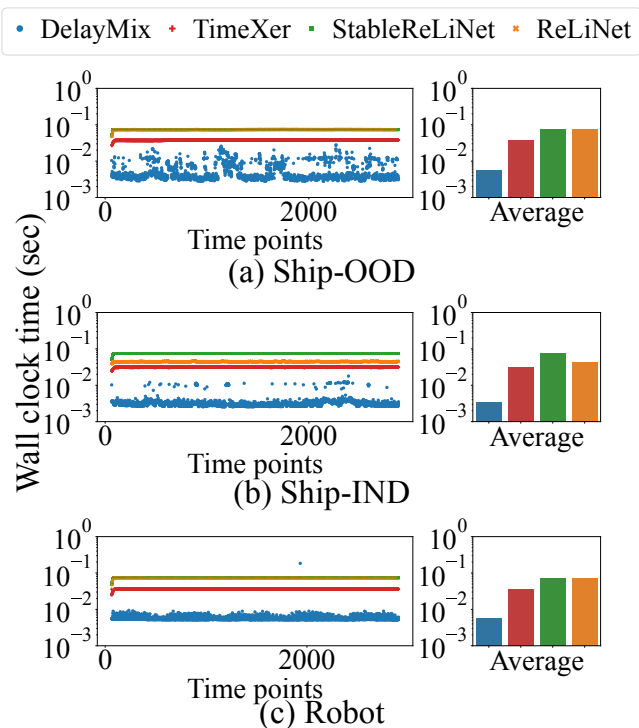 DelayMix TimeXer StableReLiNet ReLiNet
Wall clock time (sec)
10^0 10^0
10^-1 10^-1
10^-2 10^-2
10^-3 10^-3
0 2000
Time points Average
(a) Ship-OOD
10^0 10^0
10^-1 10^-1
10^-2 10^-2
10^-3 10^-3
0 2000
Time points Average
(b) Ship-IND
10^0 10^0
10^-1 10^-1
10^-2 10^-2
10^-3 10^-3
0 2000
Time points Average
(c) Robot